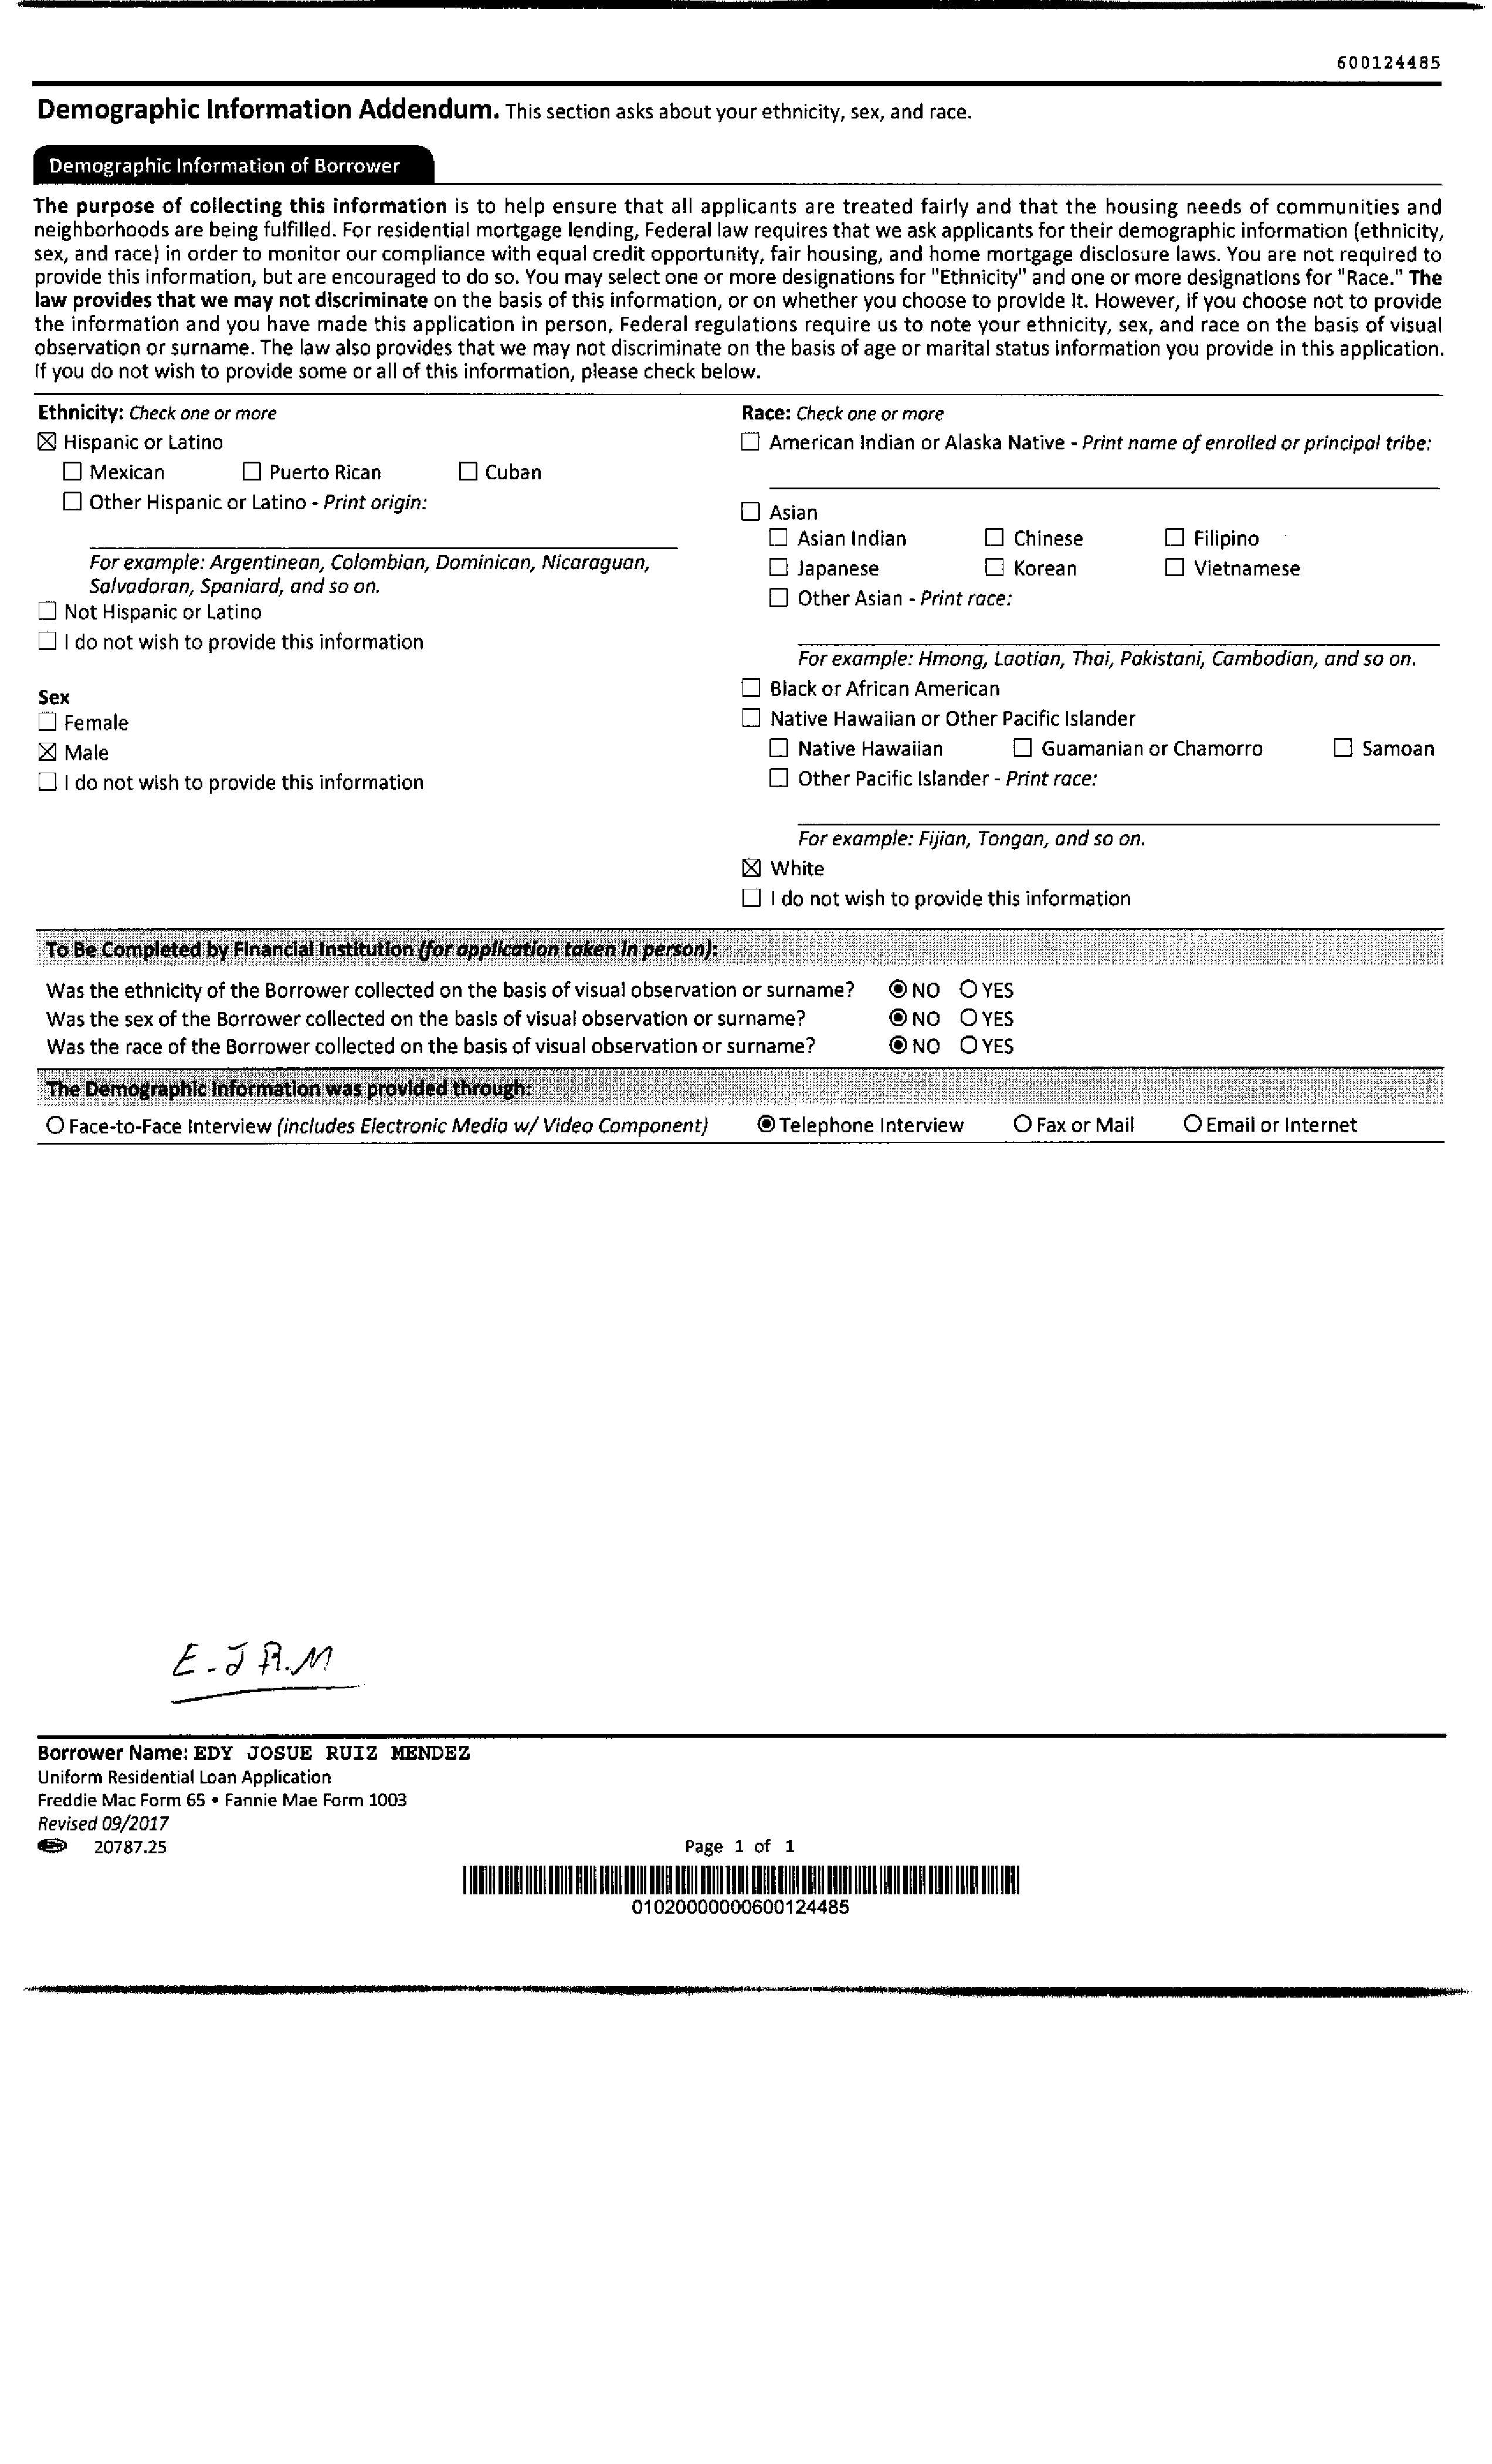 600124485
Demographic Information Addendum. This section asks about your ethnicity, sex, and race.
Demographic Information of Borrower
The purpose of collecting this information is to help ensure that all applicants are treated fairly and that the housing needs of communities and
neighborhoods are being fulfilled. For residential mortgage lending, Federal law requires that we ask applicants for their demographic information (ethnicity,
sex, and race) in order to monitor our compliance with equal credit opportunity, fair housing, and home mortgage disclosure laws. You are not required to
provide this information, but are encouraged to do so. You may select one or more designations for "Ethnicity" and one or more designations for "Race." The
law provides that we may not discriminate on the basis of this information, or on whether you choose to provide it. However, if you choose not to provide
the information and you have made this application in person, Federal regulations require us to note your ethnicity, sex, and race on the basis of visual
observation or surname. The law also provides that we may not discriminate on the basis of age or marital status information you provide in this application.
If you do not wish to provide some or all of this information, please check below.
Ethnicity: Check one or more
☒ Hispanic or Latino
☐ Mexican ☐ Puerto Rican ☐ Cuban
☐ Other Hispanic or Latino - Print origin:
For example: Argentinean, Colombian, Dominican, Nicaraguan,
Salvadoran, Spaniard, and so on.
☐ Not Hispanic or Latino
☐ I do not wish to provide this information
Sex
☐ Female
☒ Male
☐ I do not wish to provide this information
Race: Check one or more
☐ American Indian or Alaska Native - Print name of enrolled or principal tribe:
☐ Asian
☐ Asian Indian ☐ Chinese ☐ Filipino
☐ Japanese ☐ Korean ☐ Vietnamese
☐ Other Asian - Print race:
For example: Hmong, Laotian, Thai, Pakistani, Cambodian, and so on.
☐ Black or African American
☐ Native Hawaiian or Other Pacific Islander
☐ Native Hawaiian ☐ Guamanian or Chamorro ☐ Samoan
☐ Other Pacific Islander - Print race:
For example: Fijian, Tongan, and so on.
☒ White
☐ I do not wish to provide this information
To Be Completed by Financial Institution (for application taken in person):
Was the ethnicity of the Borrower collected on the basis of visual observation or surname? ◉ NO ○ YES
Was the sex of the Borrower collected on the basis of visual observation or surname? ◉ NO ○ YES
Was the race of the Borrower collected on the basis of visual observation or surname? ◉ NO ○ YES
The Demographic Information was provided through:
○ Face-to-Face Interview (includes Electronic Media w/ Video Component) ◉ Telephone Interview ○ Fax or Mail ○ Email or Internet
E-J R.M
Borrower Name: EDY JOSUE RUIZ MENDEZ
Uniform Residential Loan Application
Freddie Mac Form 65 • Fannie Mae Form 1003
Revised 09/2017
20787.25
Page 1 of 1
01020000000600124485